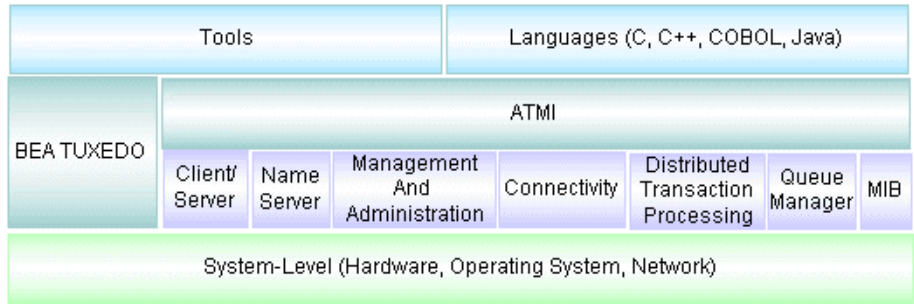 Tools
Languages (C, C++, COBOL, Java)
BEA TUXEDO
ATMI
Client/
Server
Name
Server
Management
And
Administration
Connectivity
Distributed
Transaction
Processing
Queue
Manager
MIB
System-Level (Hardware, Operating System, Network)